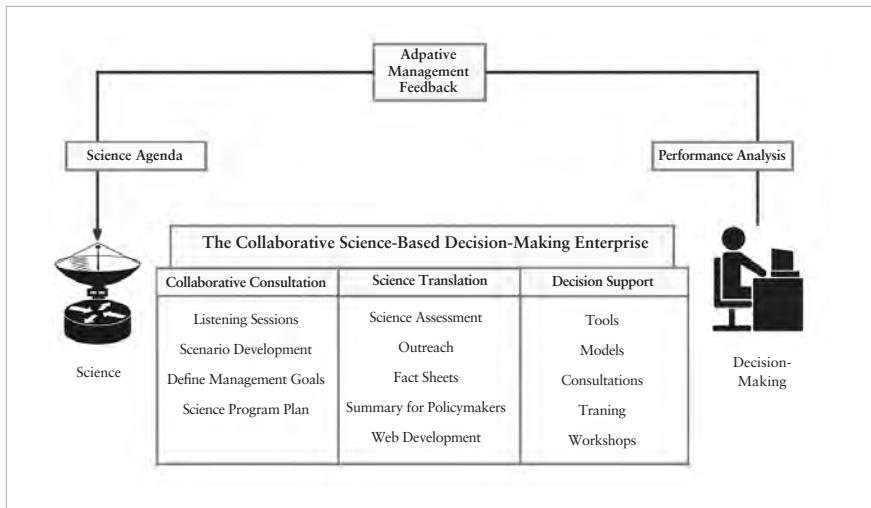 Adpative
Management
Feedback
Science Agenda
Performance Analysis
The Collaborative Science-Based Decision-Making Enterprise
Collaborative Consultation
Listening Sessions
Scenario Development
Define Management Goals
Science Program Plan
Science Translation
Science Assessment
Outreach
Fact Sheets
Summary for Policymakers
Web Development
Decision Support
Tools
Models
Consultations
Traning
Workshops
Science
Decision-
Making